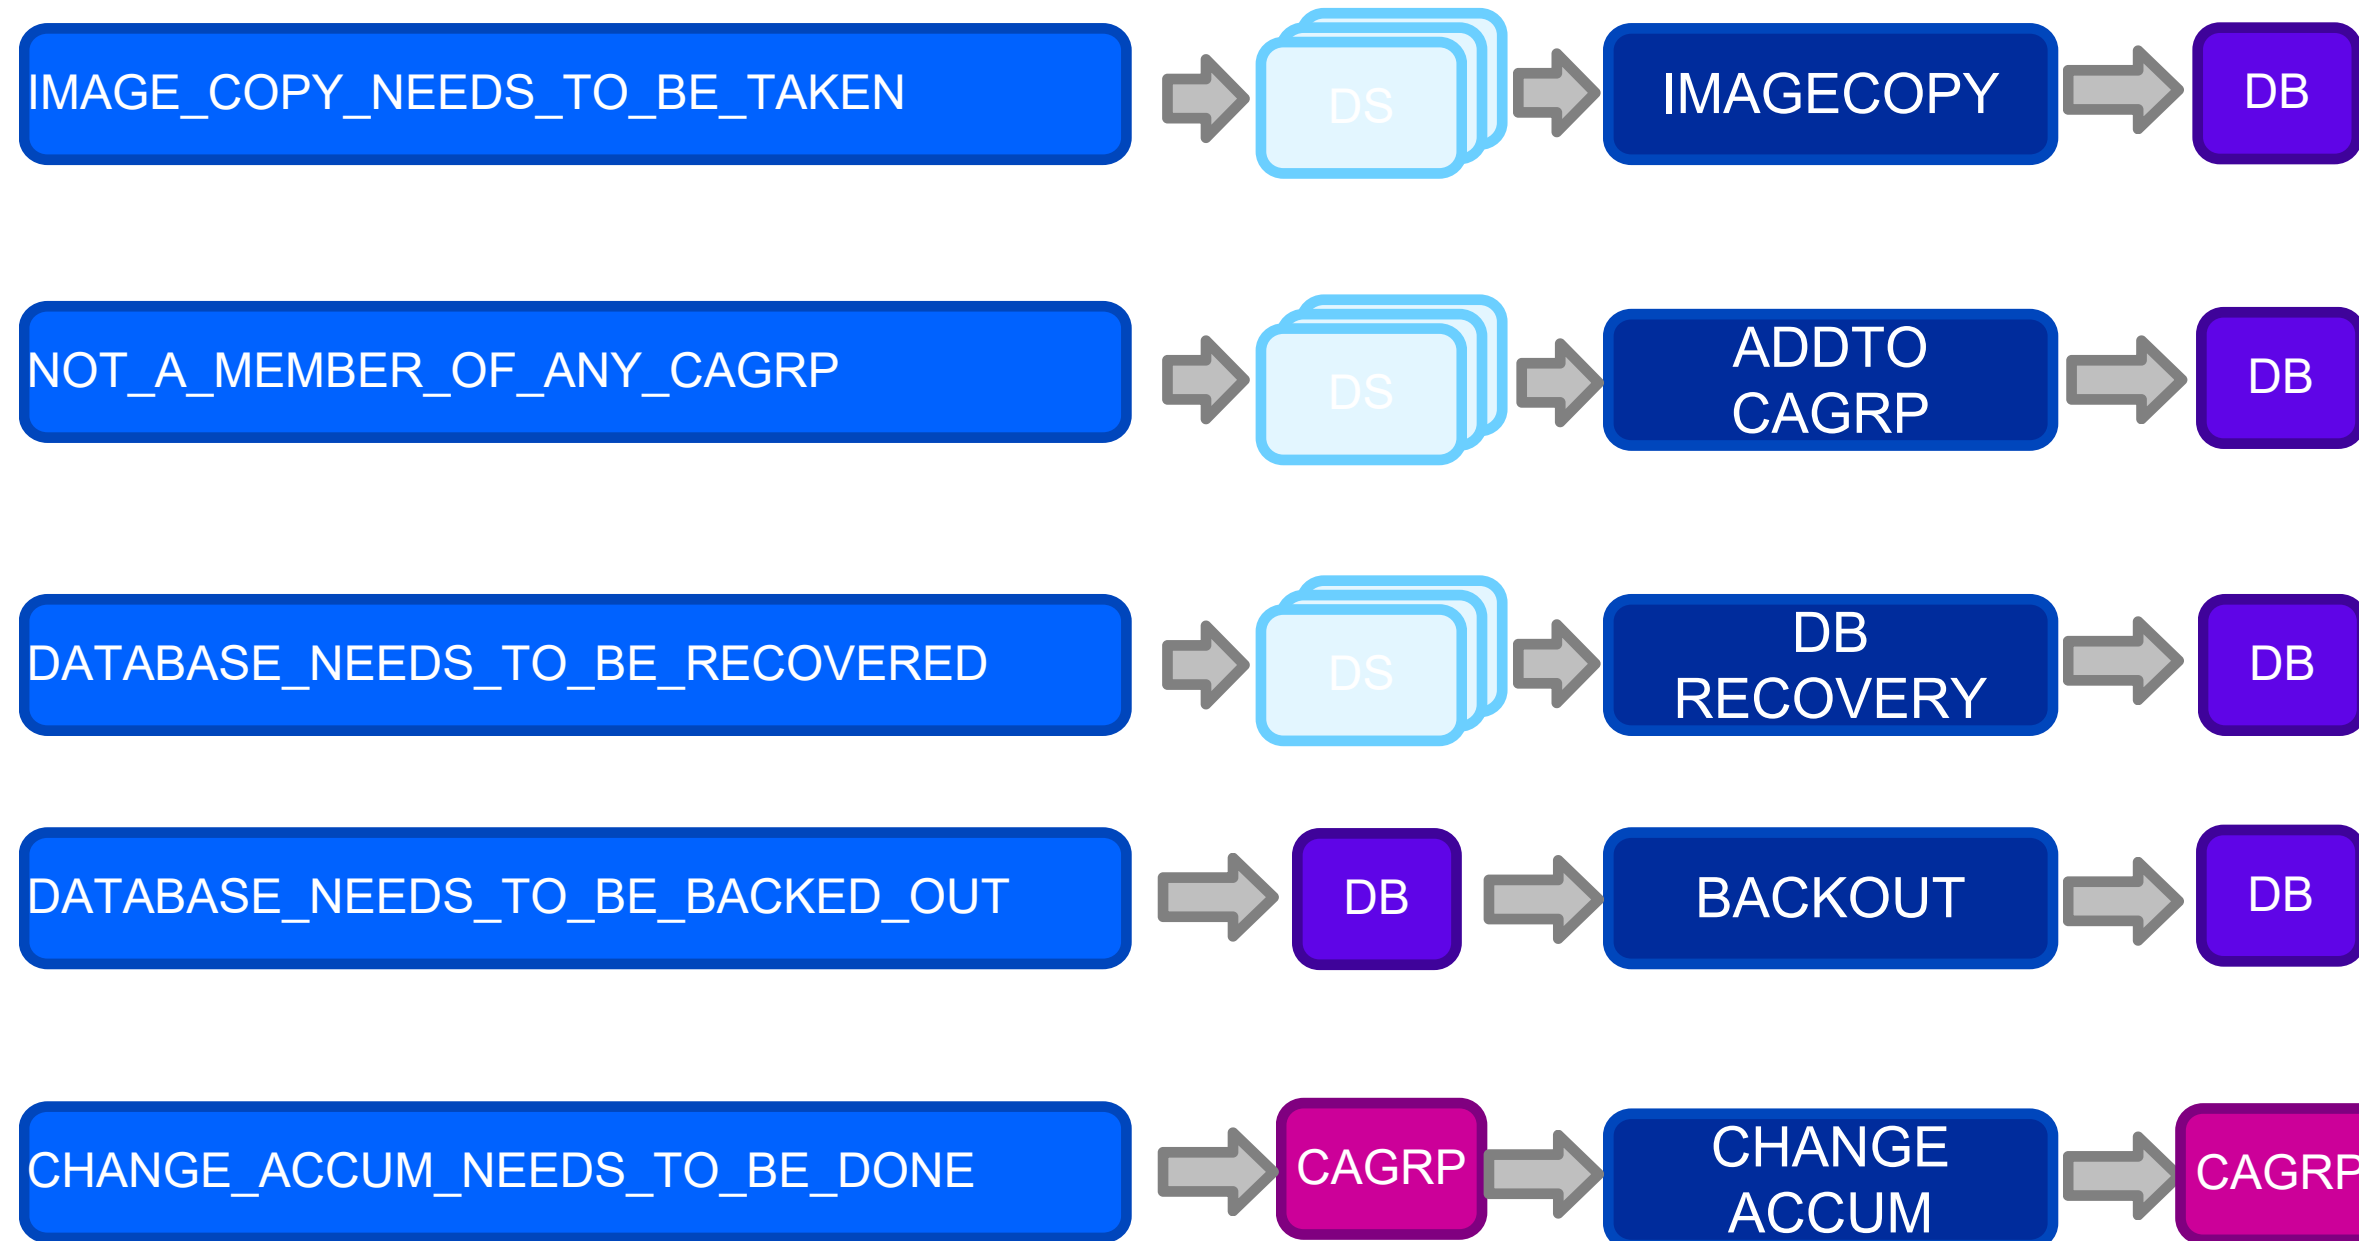 IMAGE_COPY_NEEDS_TO_BE_TAKEN
DS
IMAGECOPY
DB
NOT_A_MEMBER_OF_ANY_CAGRP
DS
ADDTO
CAGRP
DB
DATABASE_NEEDS_TO_BE_RECOVERED
DS
DB
RECOVERY
DB
DATABASE_NEEDS_TO_BE_BACKED_OUT
DB
BACKOUT
DB
CHANGE_ACCUM_NEEDS_TO_BE_DONE
CAGRP
CHANGE
ACCUM
CAGRP